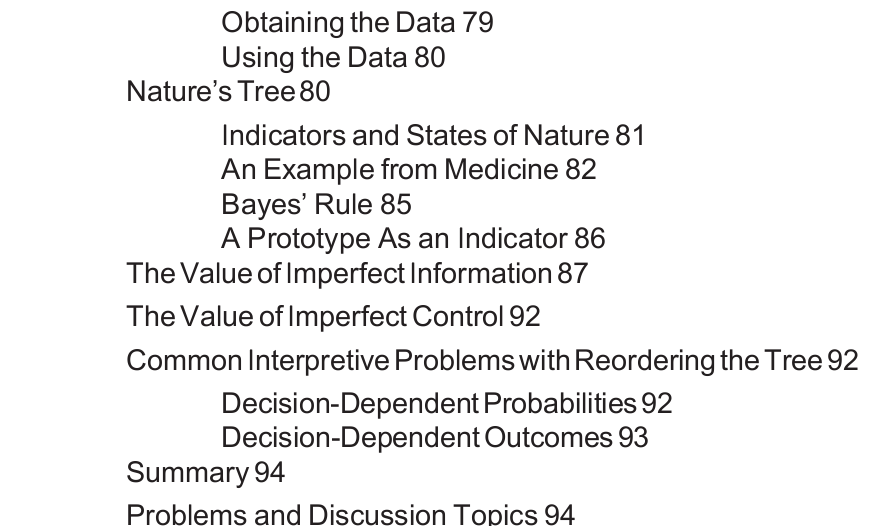 Obtaining the Data 79
Using the Data 80
Nature’s Tree 80
Indicators and States of Nature 81
An Example from Medicine 82
Bayes’ Rule 85
A Prototype As an Indicator 86
The Value of Imperfect Information 87
The Value of Imperfect Control 92
Common Interpretive Problems with Reordering the Tree 92
Decision-Dependent Probabilities 92
Decision-Dependent Outcomes 93
Summary 94
Problems and Discussion Topics 94